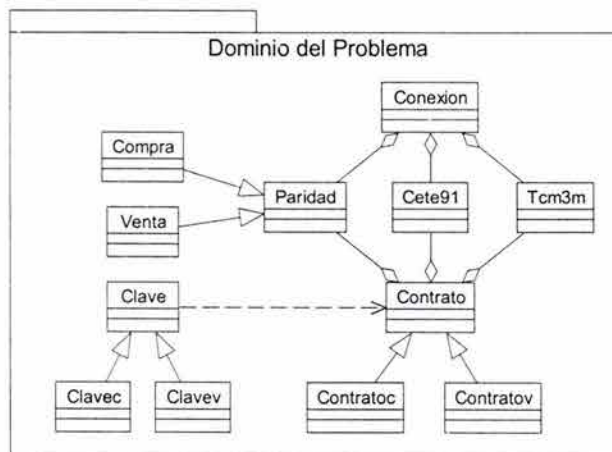 Dominio del Problema
Conexion
Compra
Paridad
Cete91
Tcm3m
Venta
Clave
Contrato
Clavec
Clavev
Contratoc
Contratov